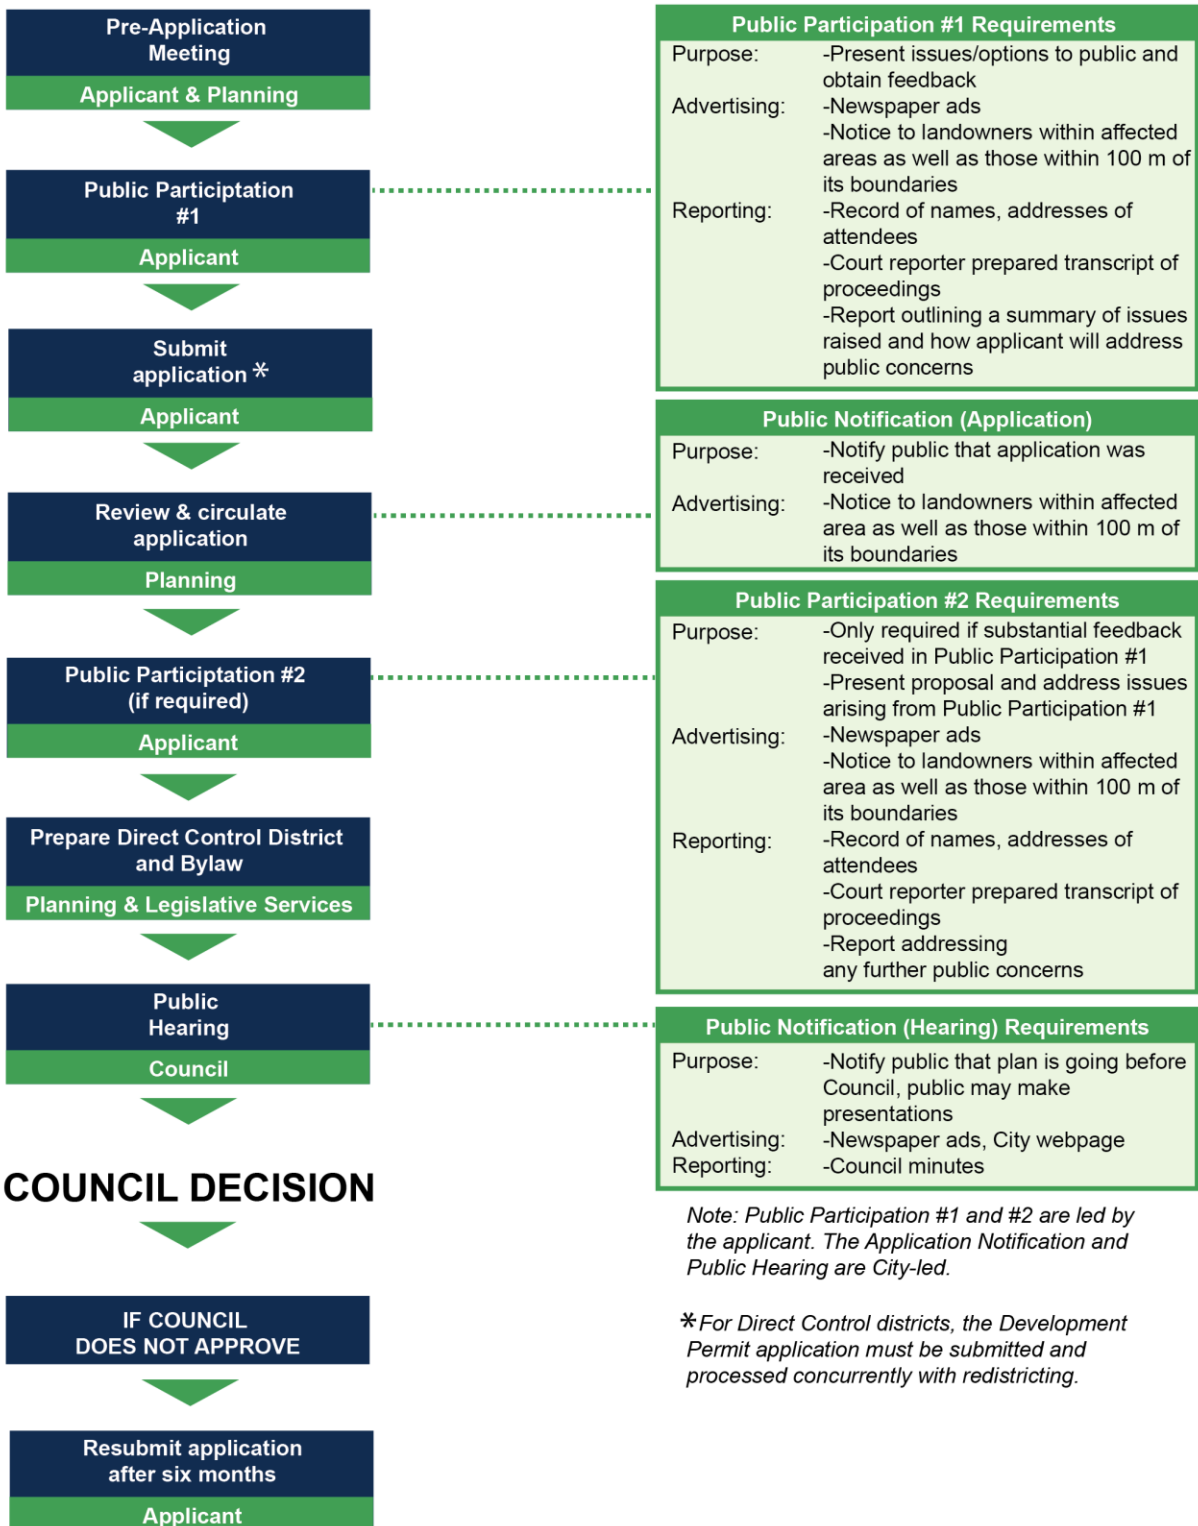 Pre-Application
Meeting
Applicant & Planning
Public Participtation
#1
Applicant
Submit
application *
Applicant
Review & circulate
application
Planning
Public Participtation #2
(if required)
Applicant
Prepare Direct Control District
and Bylaw
Planning & Legislative Services
Public
Hearing
Council
COUNCIL DECISION
IF COUNCIL
DOES NOT APPROVE
Resubmit application
after six months
Applicant
Public Participation #1 Requirements
Purpose: -Present issues/options to public and
obtain feedback
Advertising: -Newspaper ads
-Notice to landowners within affected
areas as well as those within 100 m of
its boundaries
Reporting: -Record of names, addresses of
attendees
-Court reporter prepared transcript of
proceedings
-Report outlining a summary of issues
raised and how applicant will address
public concerns
Public Notification (Application)
Purpose: -Notify public that application was
received
Advertising: -Notice to landowners within affected
area as well as those within 100 m of
its boundaries
Public Participation #2 Requirements
Purpose: -Only required if substantial feedback
received in Public Participation #1
-Present proposal and address issues
arising from Public Participation #1
Advertising: -Newspaper ads
-Notice to landowners within affected
area as well as those within 100 m of
its boundaries
Reporting: -Record of names, addresses of
attendees
-Court reporter prepared transcript of
proceedings
-Report addressing
any further public concerns
Public Notification (Hearing) Requirements
Purpose: -Notify public that plan is going before
Council, public may make
presentations
Advertising: -Newspaper ads, City webpage
Reporting: -Council minutes
Note: Public Participation #1 and #2 are led by
the applicant. The Application Notification and
Public Hearing are City-led.
*For Direct Control districts, the Development
Permit application must be submitted and
processed concurrently with redistricting.